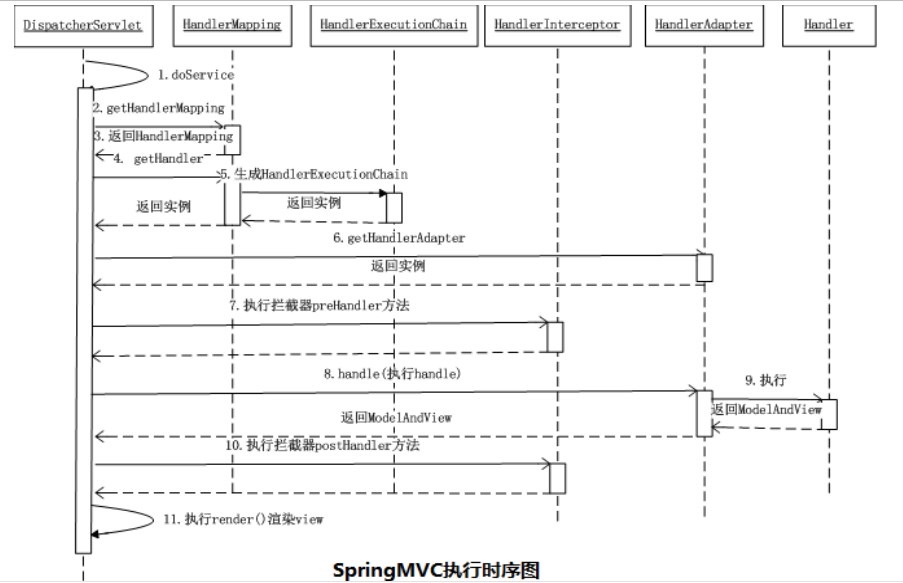 DispatcherServlet
HandlerMapping
HandlerExecutionChain
HandlerInterceptor
HandlerAdapter
Handler
1.doService
2.getHandlerMapping
3.返回HandlerMapping
4. getHandler
5.生成HandlerExecutionChain
返回实例
返回实例
6.getHandlerAdapter
返回实例
7.执行拦截器preHandler方法
8.handle(执行handle)
9.执行
返回ModelAndView
返回ModelAndView
10.执行拦截器postHandler方法
11.执行render()渲染view
SpringMVC执行时序图